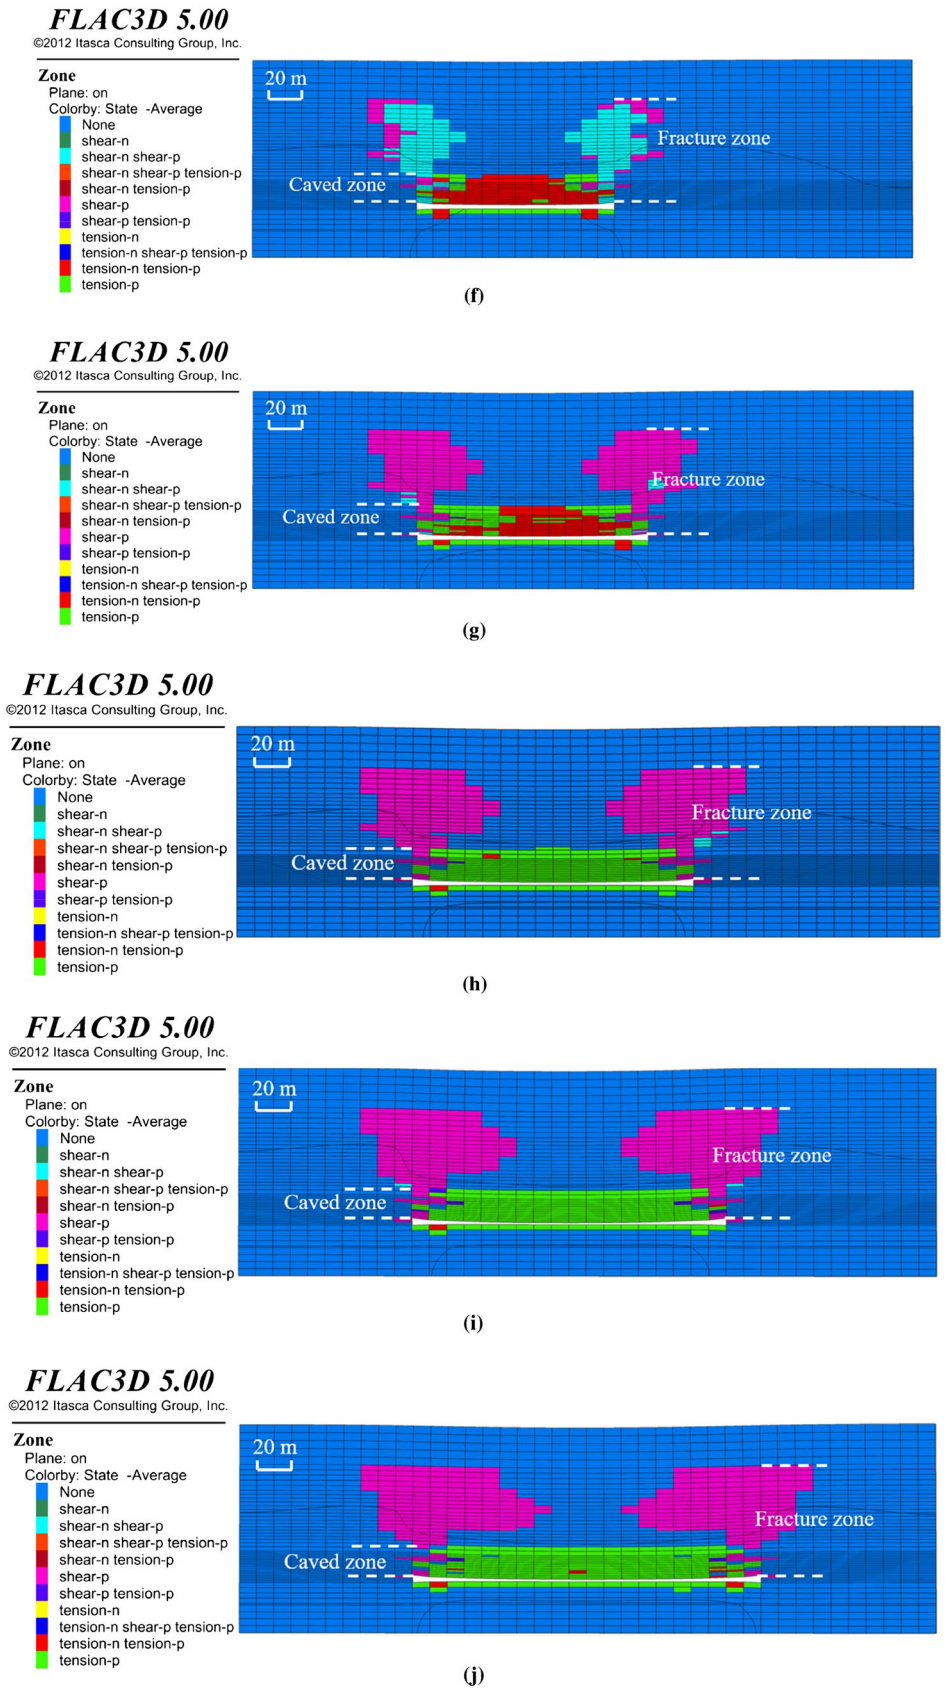 FLAC3D 5.00
©2012 Itasca Consulting Group, Inc.
Zone
Plane: on
Colorby: State -Average
None
shear-n
shear-n shear-p
shear-n shear-p tension-p
shear-n tension-p
shear-p
shear-p tension-p
tension-n
tension-n shear-p tension-p
tension-n tension-p
tension-p
20 m
Fracture zone
Caved zone
(f)
FLAC3D 5.00
©2012 Itasca Consulting Group, Inc.
Zone
Plane: on
Colorby: State -Average
None
shear-n
shear-n shear-p
shear-n shear-p tension-p
shear-n tension-p
shear-p
shear-p tension-p
tension-n
tension-n shear-p tension-p
tension-n tension-p
tension-p
20 m
Fracture zone
Caved zone
(g)
FLAC3D 5.00
©2012 Itasca Consulting Group, Inc.
Zone
Plane: on
Colorby: State -Average
None
shear-n
shear-n shear-p
shear-n shear-p tension-p
shear-n tension-p
shear-p
shear-p tension-p
tension-n
tension-n shear-p tension-p
tension-n tension-p
tension-p
20 m
Fracture zone
Caved zone
(h)
FLAC3D 5.00
©2012 Itasca Consulting Group, Inc.
Zone
Plane: on
Colorby: State -Average
None
shear-n
shear-n shear-p
shear-n shear-p tension-p
shear-n tension-p
shear-p
shear-p tension-p
tension-n
tension-n shear-p tension-p
tension-n tension-p
tension-p
20 m
Fracture zone
Caved zone
(i)
FLAC3D 5.00
©2012 Itasca Consulting Group, Inc.
Zone
Plane: on
Colorby: State -Average
None
shear-n
shear-n shear-p
shear-n shear-p tension-p
shear-n tension-p
shear-p
shear-p tension-p
tension-n
tension-n shear-p tension-p
tension-n tension-p
tension-p
20 m
Fracture zone
Caved zone
(j)